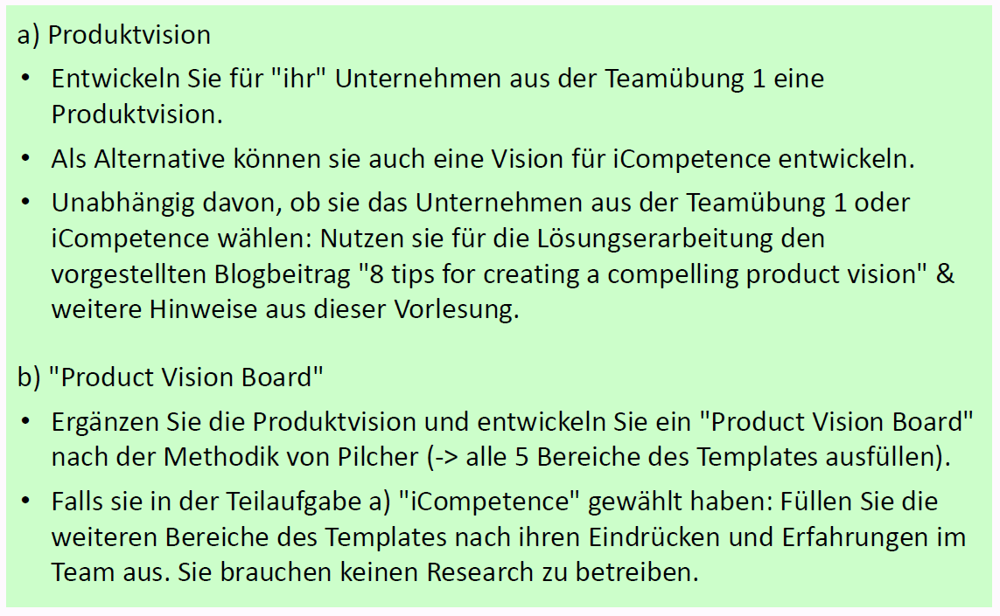 a) Produktvision
• Entwickeln Sie für "ihr" Unternehmen aus der Teamübung 1 eine
Produktvision.
• Als Alternative können sie auch eine Vision für iCompetence entwickeln.
• Unabhängig davon, ob sie das Unternehmen aus der Teamübung 1 oder
iCompetence wählen: Nutzen sie für die Lösungserarbeitung den
vorgestellten Blogbeitrag "8 tips for creating a compelling product vision" &
weitere Hinweise aus dieser Vorlesung.
b) "Product Vision Board"
• Ergänzen Sie die Produktvision und entwickeln Sie ein "Product Vision Board"
nach der Methodik von Pilcher (-> alle 5 Bereiche des Templates ausfüllen).
• Falls sie in der Teilaufgabe a) "iCompetence" gewählt haben: Füllen Sie die
weiteren Bereiche des Templates nach ihren Eindrücken und Erfahrungen im
Team aus. Sie brauchen keinen Research zu betreiben.